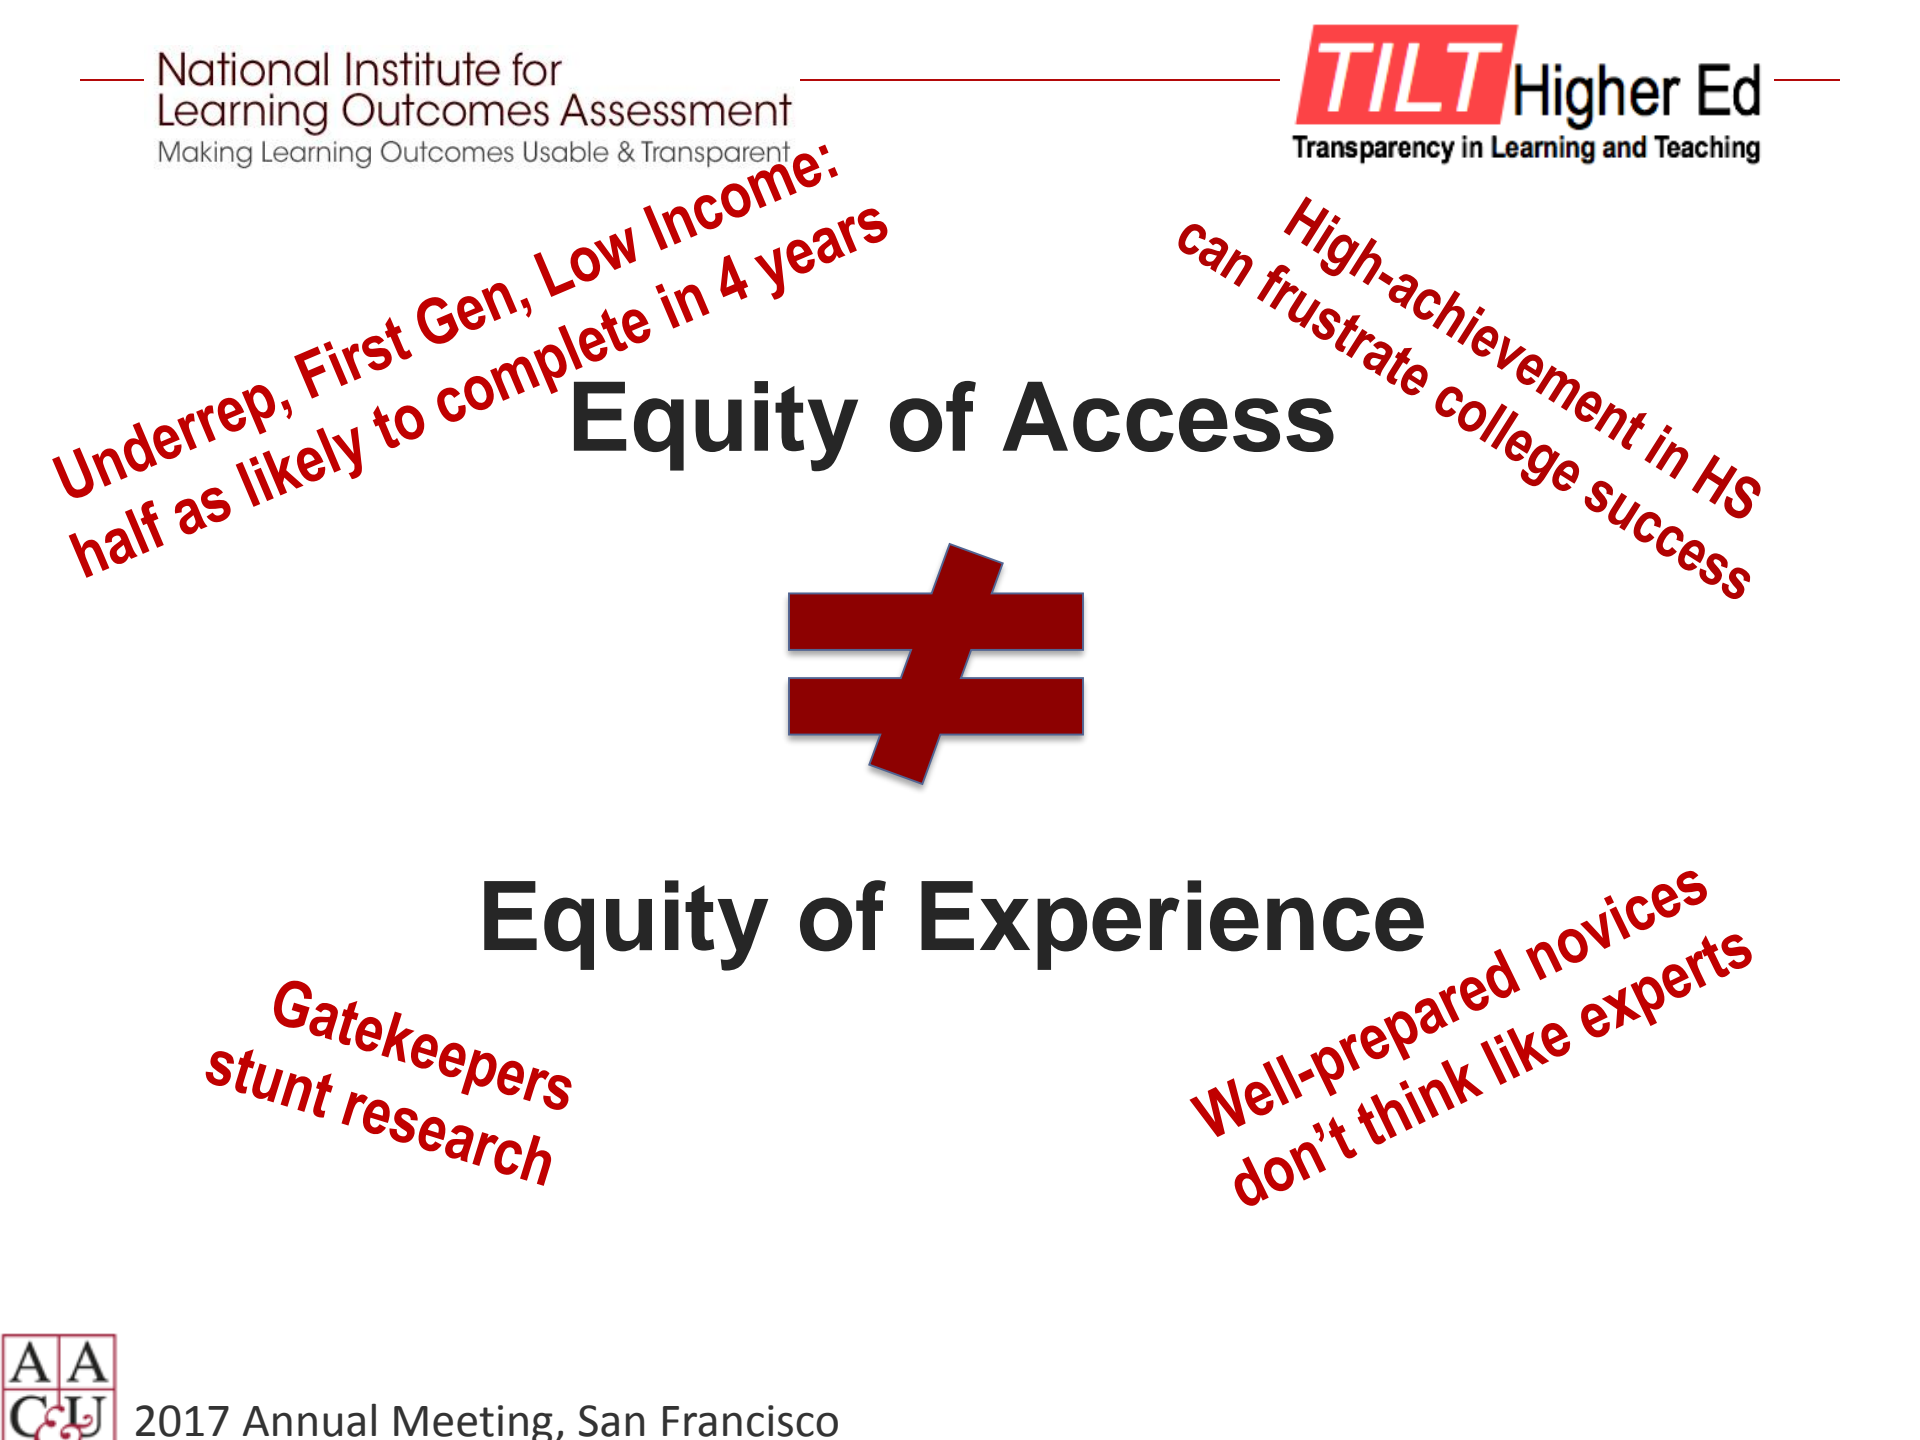 National Institute for
Learning Outcomes Assessment
Making Learning Outcomes Usable & Transparent
TILT Higher Ed
Transparency in Learning and Teaching
Underrep, First Gen, Low Income:
half as likely to complete in 4 years
High-achievement in HS
can frustrate college success
Equity of Access
≠
Equity of Experience
Gatekeepers
stunt research
Well-prepared novices
don’t think like experts
A A
C & U
2017 Annual Meeting, San Francisco